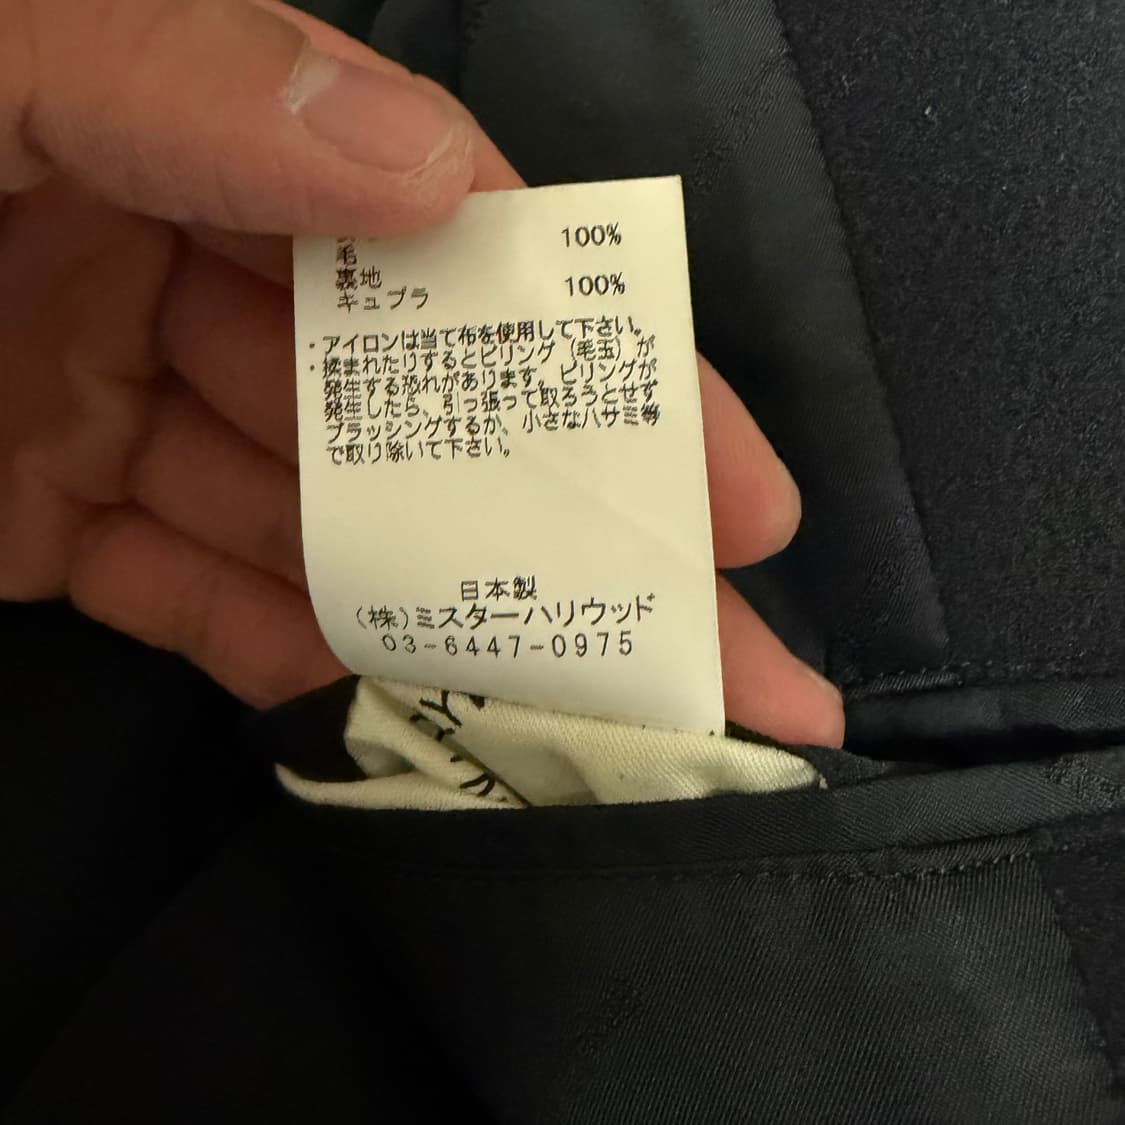 毛 100%
裏地
キュプラ 100%
・アイロンは当て布を使用して下さい。
・揉まれたりするとピリング（毛玉）が
発生する恐れがあります。ピリングが
発生したら、引っ張って取ろうとせず
ブラッシングするか、小さなハサミ等
で取り除いて下さい。
日本製
(株)ミスターハリウッド
03-6447-0975